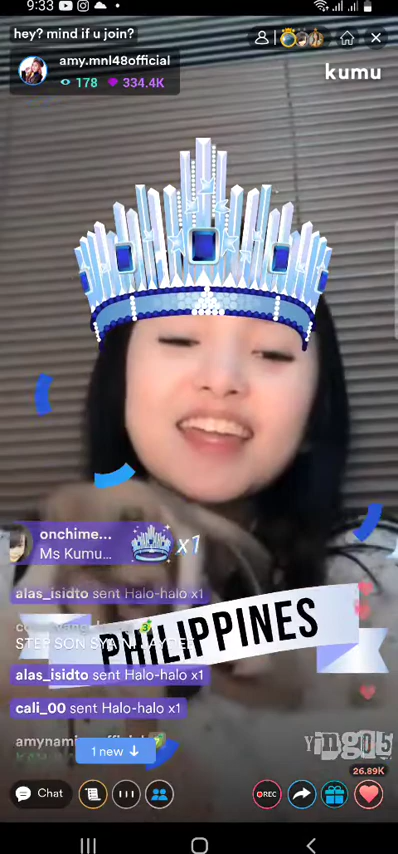 9:33
hey? mind if u join?
amy.mnl48official
178 334.4K
kumu
onchime...
Ms Kumu... x1
alas_isidto sent Halo-halo x1
PHILIPPINES
alas_isidto sent Halo-halo x1
cali_00 sent Halo-halo x1
1 new ↓
Ying05
26.89K
Chat
REC